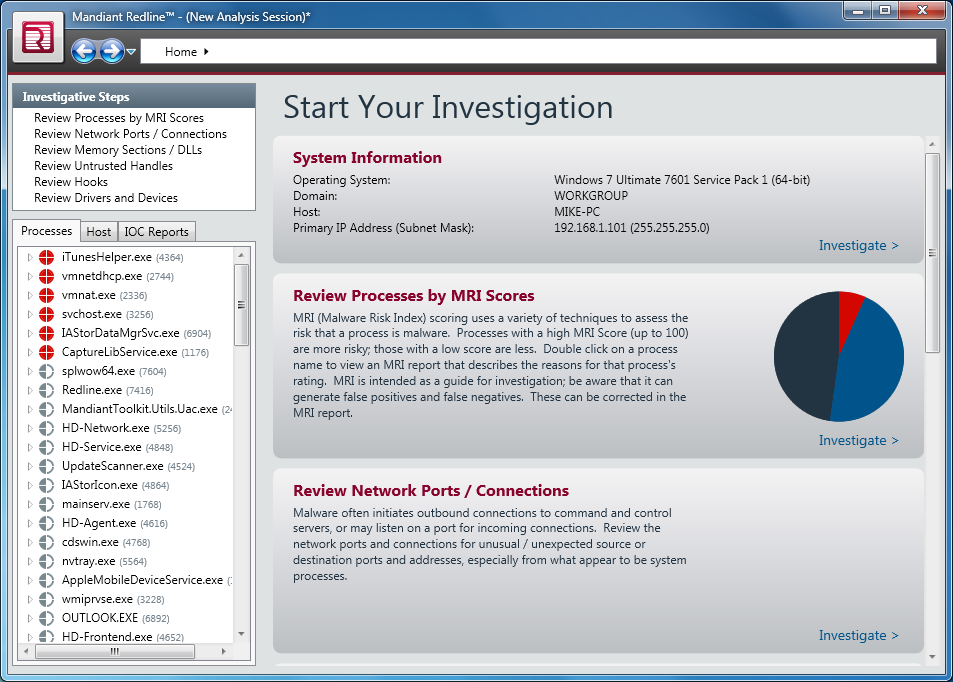 Mandiant Redline™ - (New Analysis Session)*
Home
Investigative Steps
Review Processes by MRI Scores
Review Network Ports / Connections
Review Memory Sections / DLLs
Review Untrusted Handles
Review Hooks
Review Drivers and Devices
Processes Host IOC Reports
iTunesHelper.exe (4364)
vmnetdhcp.exe (2744)
vmnat.exe (2336)
svchost.exe (3256)
IAStorDataMgrSvc.exe (6904)
CaptureLibService.exe (1176)
splwow64.exe (7604)
Redline.exe (7416)
MandiantToolkit.Utils.Uac.exe (24
HD-Network.exe (5256)
HD-Service.exe (4848)
UpdateScanner.exe (4524)
IAStorIcon.exe (4864)
mainserv.exe (1768)
HD-Agent.exe (4616)
cdswin.exe (4768)
nvtray.exe (5564)
AppleMobileDeviceService.exe (
wmiprvse.exe (3228)
OUTLOOK.EXE (6892)
HD-Frontend.exe (4652)
Start Your Investigation
System Information
Operating System: Windows 7 Ultimate 7601 Service Pack 1 (64-bit)
Domain: WORKGROUP
Host: MIKE-PC
Primary IP Address (Subnet Mask): 192.168.1.101 (255.255.255.0)
Investigate >
Review Processes by MRI Scores
MRI (Malware Risk Index) scoring uses a variety of techniques to assess the
risk that a process is malware. Processes with a high MRI Score (up to 100)
are more risky; those with a low score are less. Double click on a process
name to view an MRI report that describes the reasons for that process's
rating. MRI is intended as a guide for investigation; be aware that it can
generate false positives and false negatives. These can be corrected in the
MRI report.
Investigate >
Review Network Ports / Connections
Malware often initiates outbound connections to command and control
servers, or may listen on a port for incoming connections. Review the
network ports and connections for unusual / unexpected source or
destination ports and addresses, especially from what appear to be system
processes.
Investigate >